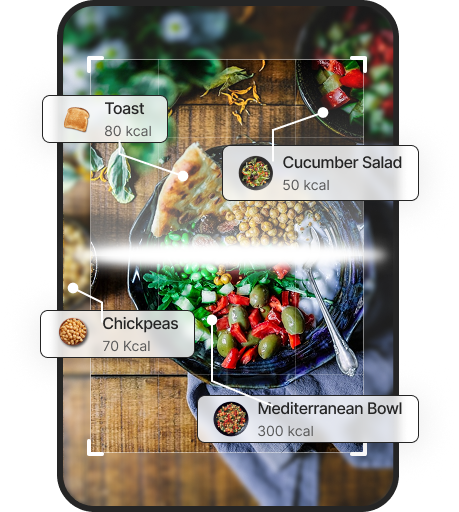 Toast
80 kcal
Cucumber Salad
50 kcal
Chickpeas
70 Kcal
Mediterranean Bowl
300 kcal